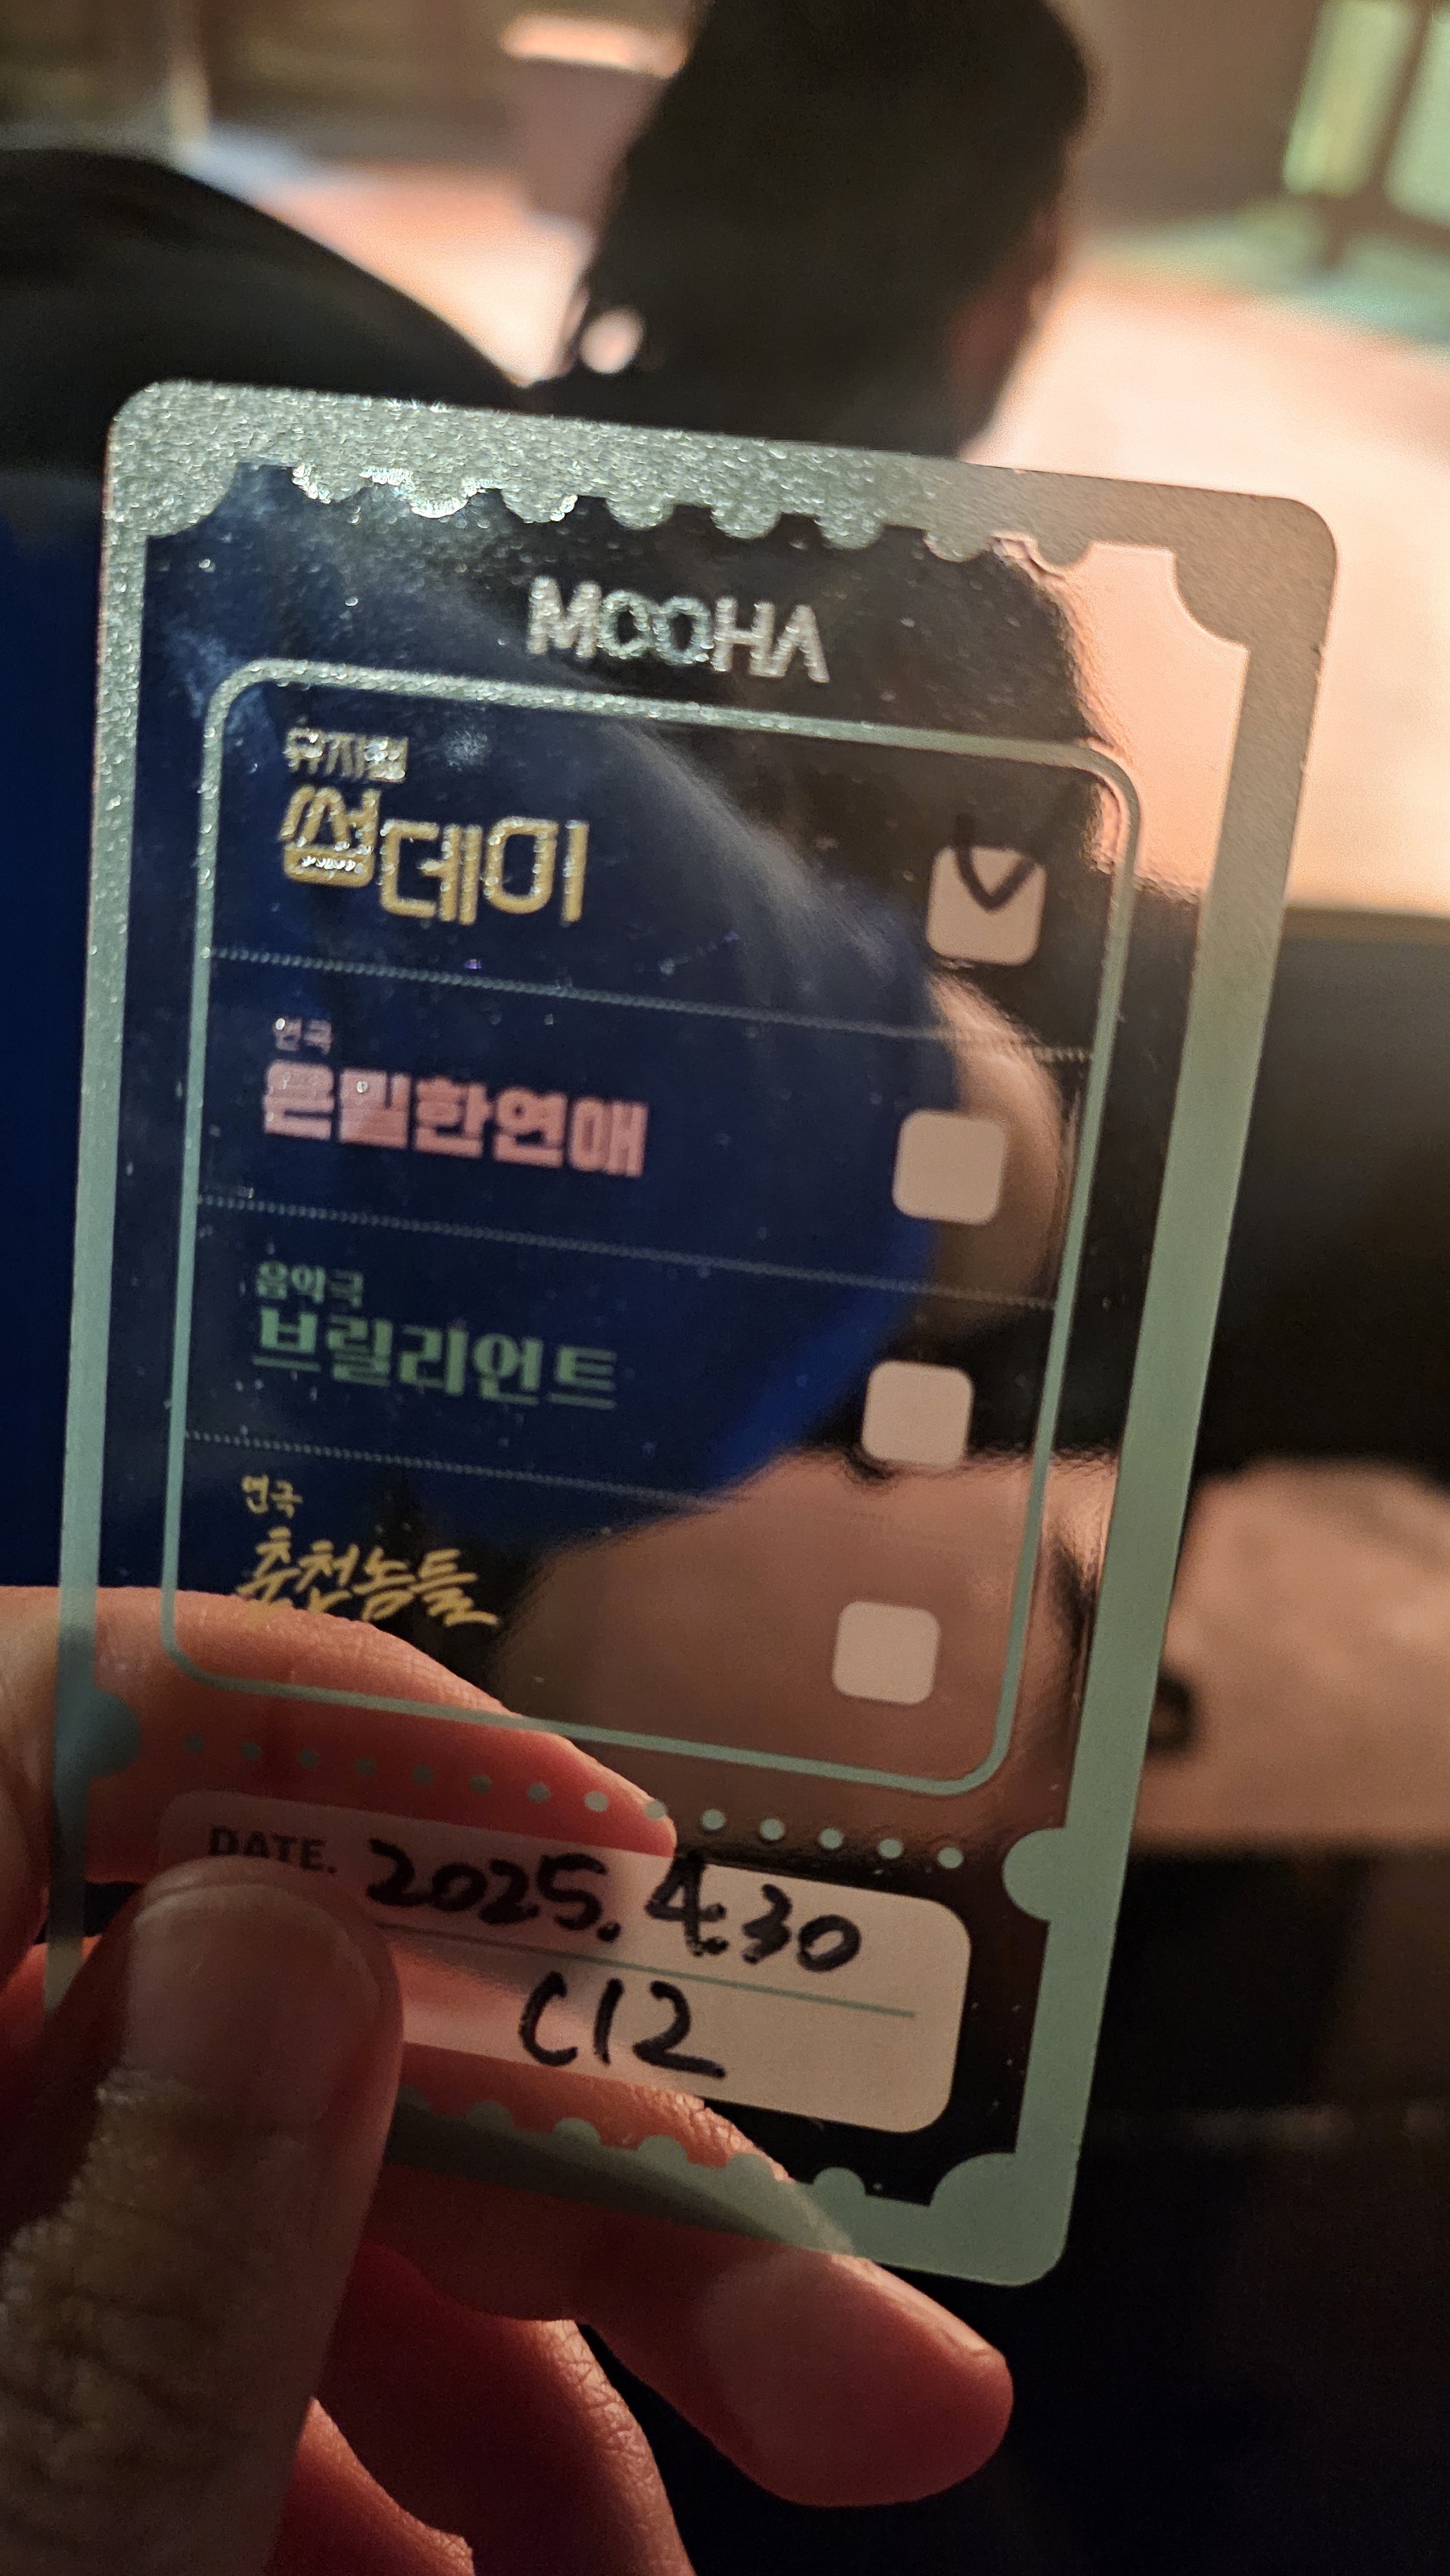 MOOHA
뮤지컬
썸데이
연극
은밀한연애
음악극
브릴리언트
연극
춘천놈들
DATE. 2025. 4.30
C12